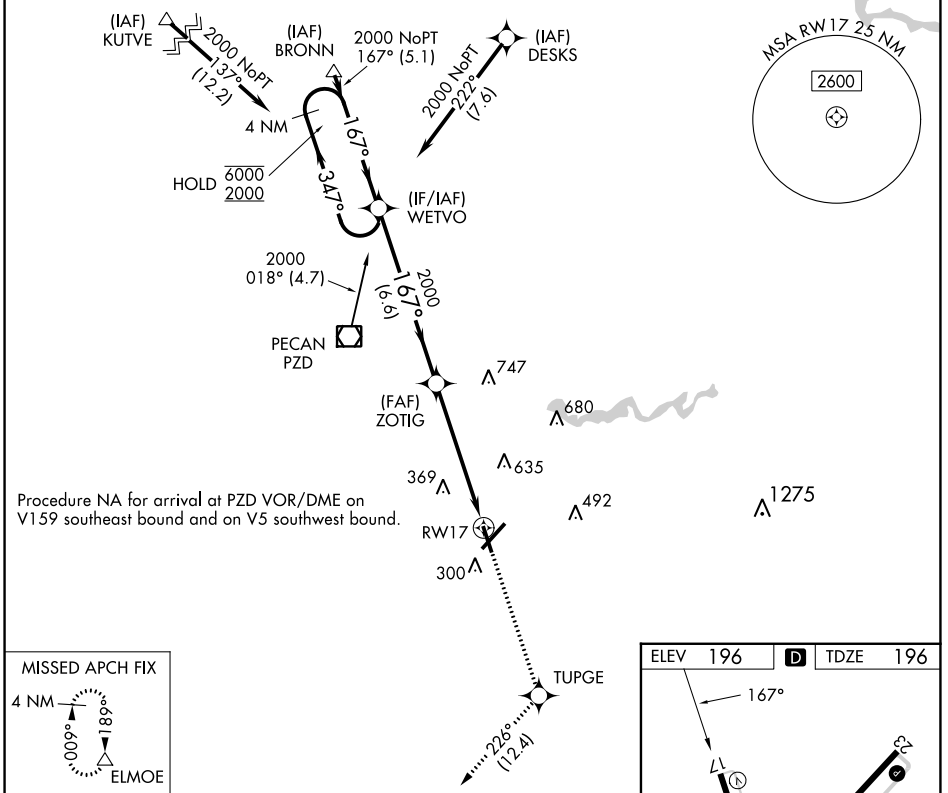 (IAF)
KUTVE
2000 NoPT
137°
(12.2)
(IAF)
BRONN
2000 NoPT
167° (5.1)
(IAF)
DESKS
2000 NoPT
222°
(7.6)
MSA RW17 25 NM
2600
4 NM
167°
347°
HOLD
6000
2000
(IF/IAF)
WETVO
2000
018° (4.7)
2000
167°
(6.6)
PECAN
PZD
(FAF)
ZOTIG
747
680
635
369
492
1275
Procedure NA for arrival at PZD VOR/DME on
V159 southeast bound and on V5 southwest bound.
RW17
300
MISSED APCH FIX
4 NM
009°
189°
ELMOE
TUPGE
226°
(12.4)
ELEV 196 D TDZE 196
167°
17
V
23
P